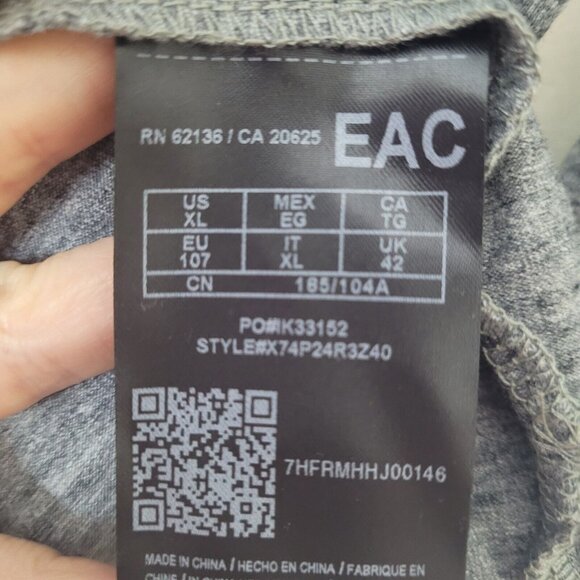 RN 62136 / CA 20625 EAC
US MEX CA
XL EG TG
EU IT UK
107 XL 42
CN 185/104A
PO#IK33152
STYLE#X74P24R3Z40
7HFRMHHJ00146
MADE IN CHINA / HECHO EN CHINA / FABRIQUE EN